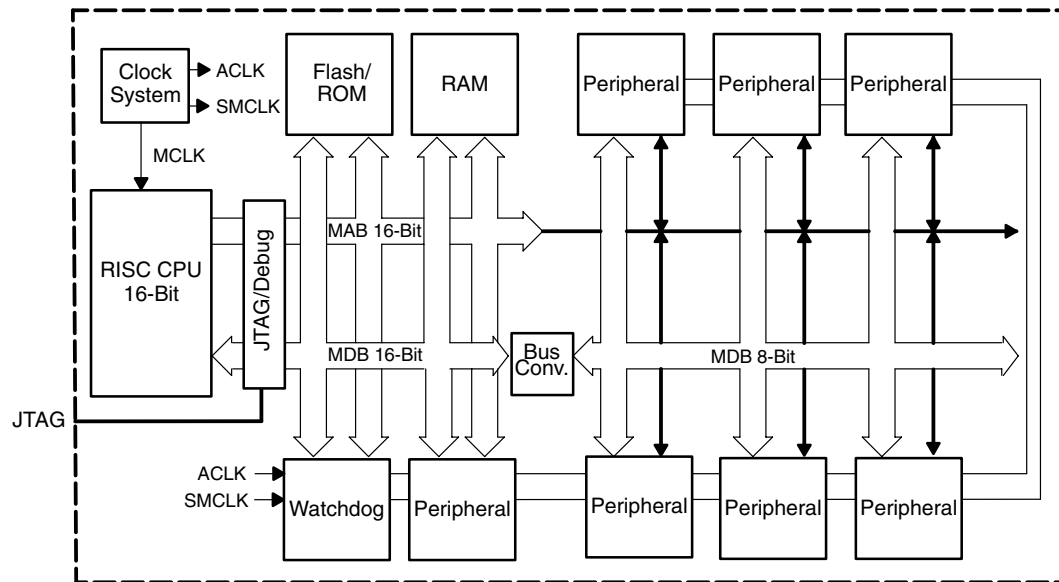 Clock
System
ACLK
SMCLK
MCLK
Flash/
ROM
RAM
Peripheral
Peripheral
Peripheral
RISC CPU
16-Bit
JTAG/Debug
MAB 16-Bit
MDB 16-Bit
Bus
Conv.
MDB 8-Bit
JTAG
ACLK
SMCLK
Watchdog
Peripheral
Peripheral
Peripheral
Peripheral